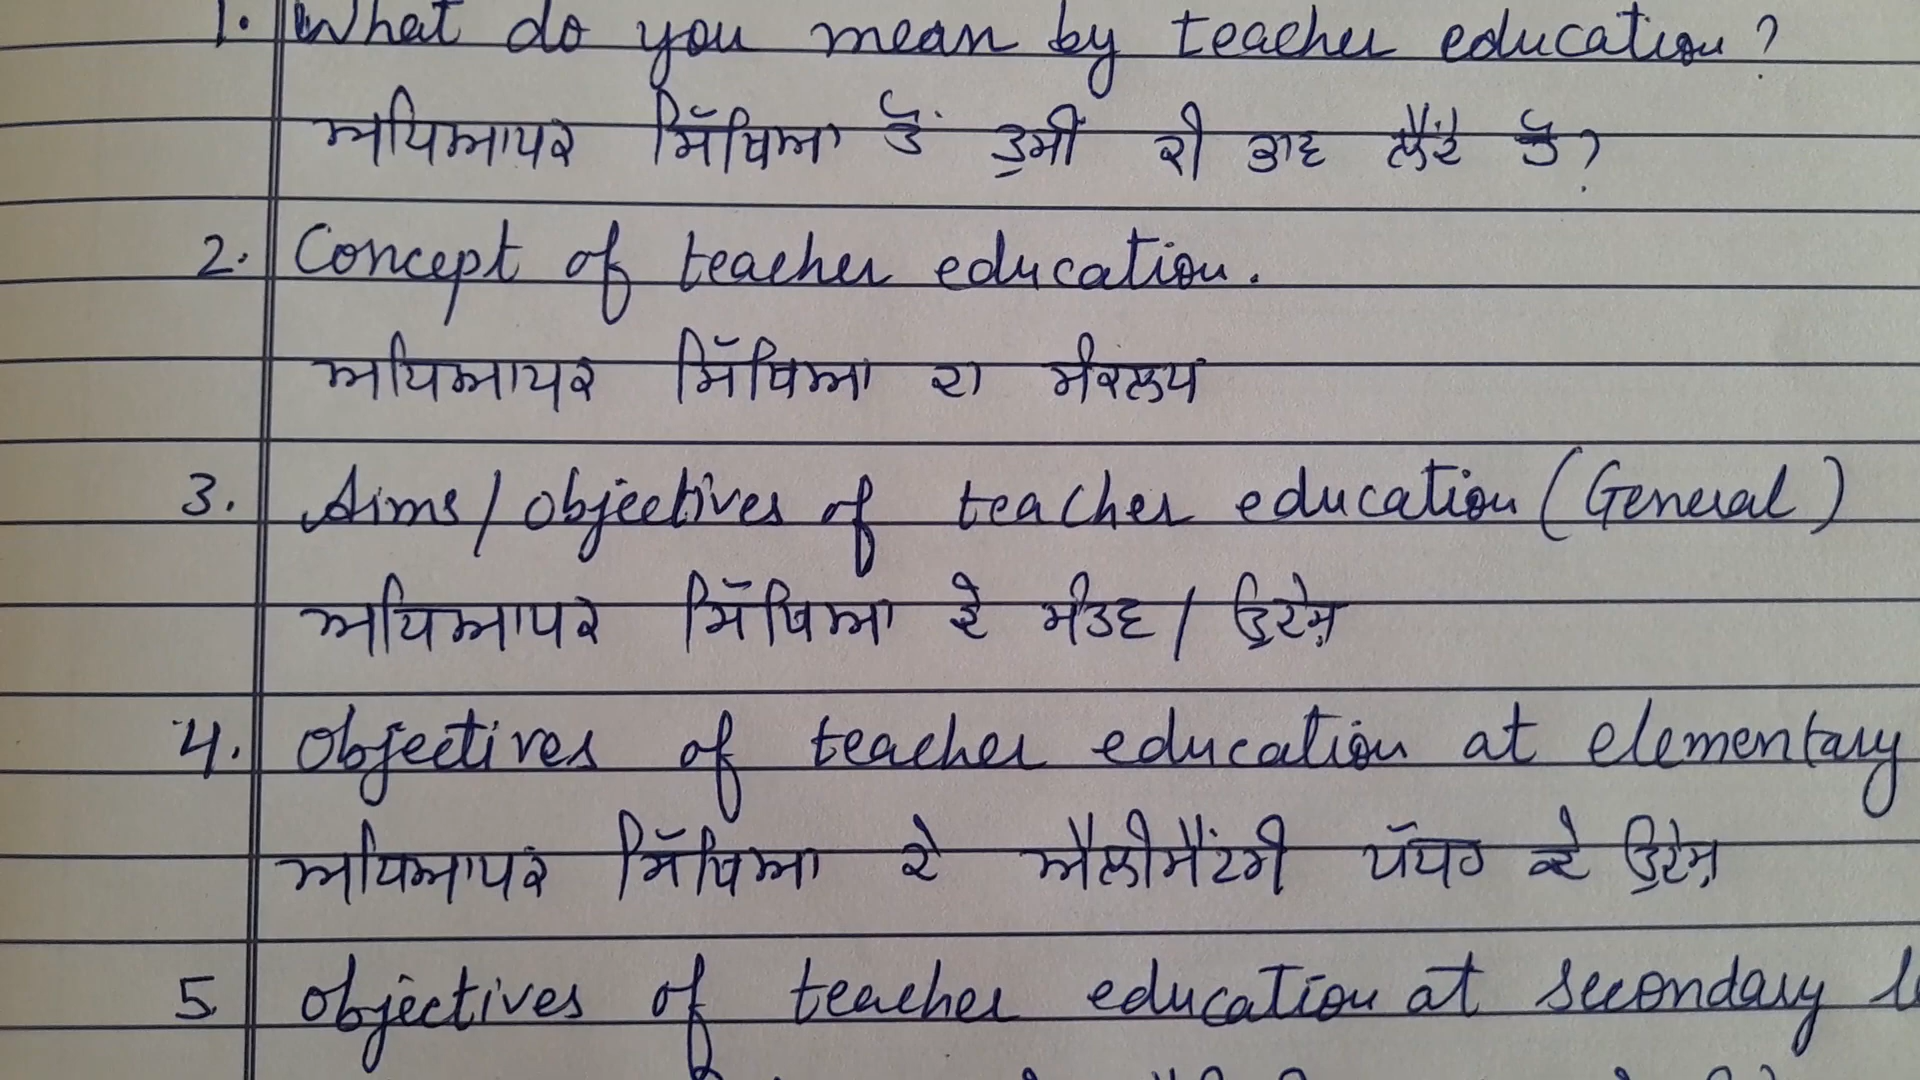 1. What do you mean by teacher education?
ਅਧਿਆਪਕ ਸਿੱਖਿਆ ਤੋਂ ਤੁਸੀਂ ਕੀ ਭਾਵ ਲੈਂਦੇ ਹੋ?
2. Concept of teacher education.
ਅਧਿਆਪਕ ਸਿੱਖਿਆ ਦਾ ਸੰਕਲਪ
3. Aims/objectives of teacher education (General)
ਅਧਿਆਪਕ ਸਿੱਖਿਆ ਦੇ ਮੰਤਵ/ ਉਦੇਸ਼
4. Objectives of teacher education at elementary
ਅਧਿਆਪਕ ਸਿੱਖਿਆ ਦੇ ਐਲੀਮੈਂਟਰੀ ਪੱਧਰ ਦੇ ਉਦੇਸ਼
5 Objectives of teacher education at secondary